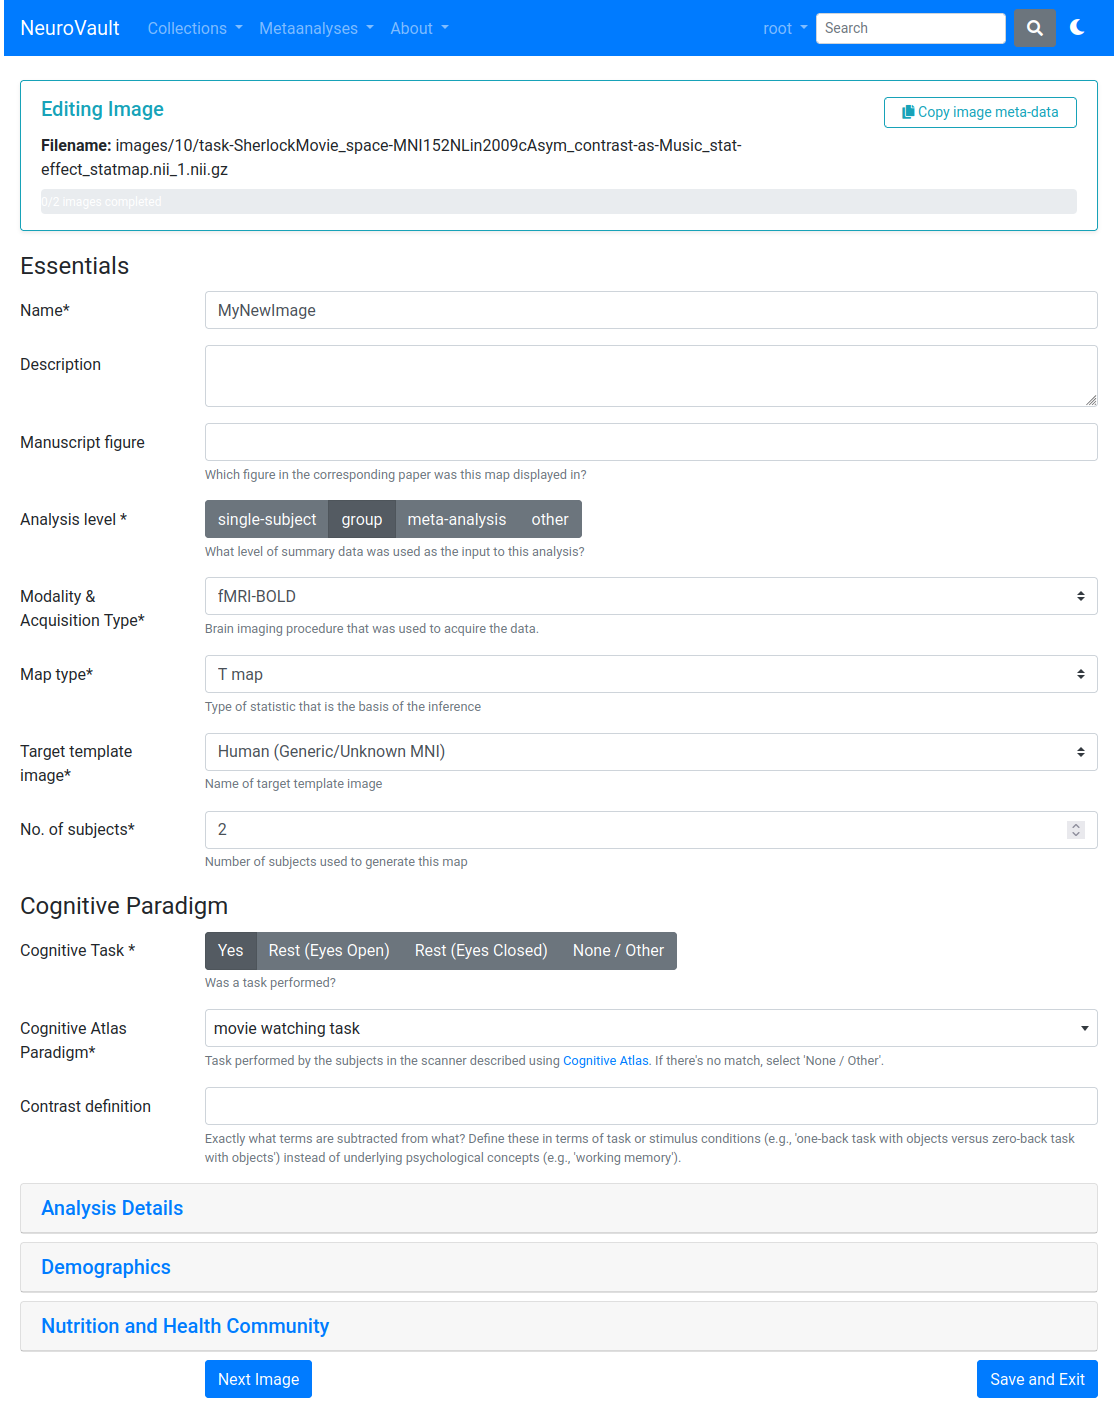 NeuroVault Collections Metaanalyses About root Search
Editing Image
Copy image meta-data
Filename: images/10/task-SherlockMovie_space-MNI152NLin2009cAsym_contrast-as-Music_stat-
effect_statmap.nii_1.nii.gz
0/2 images completed
Essentials
Name* MyNewImage
Description
Manuscript figure
Which figure in the corresponding paper was this map displayed in?
Analysis level * single-subject group meta-analysis other
What level of summary data was used as the input to this analysis?
Modality &
Acquisition Type*
fMRI-BOLD
Brain imaging procedure that was used to acquire the data.
Map type* T map
Type of statistic that is the basis of the inference
Target template
image*
Human (Generic/Unknown MNI)
Name of target template image
No. of subjects* 2
Number of subjects used to generate this map
Cognitive Paradigm
Cognitive Task * Yes Rest (Eyes Open) Rest (Eyes Closed) None / Other
Was a task performed?
Cognitive Atlas
Paradigm*
movie watching task
Task performed by the subjects in the scanner described using Cognitive Atlas. If there's no match, select 'None / Other'.
Contrast definition
Exactly what terms are subtracted from what? Define these in terms of task or stimulus conditions (e.g., 'one-back task with objects versus zero-back task
with objects') instead of underlying psychological concepts (e.g., 'working memory').
Analysis Details
Demographics
Nutrition and Health Community
Next Image Save and Exit